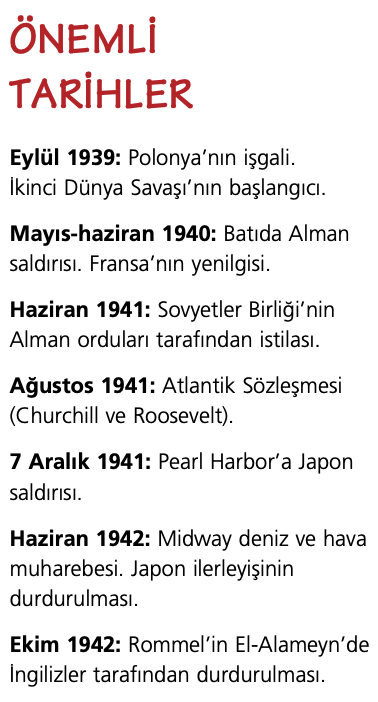 ÖNEMLİ
TARİHLER
Eylül 1939: Polonya’nın işgali.
İkinci Dünya Savaşı’nın başlangıcı.
Mayıs-haziran 1940: Batıda Alman
saldırısı. Fransa’nın yenilgisi.
Haziran 1941: Sovyetler Birliği’nin
Alman orduları tarafından istilası.
Ağustos 1941: Atlantik Sözleşmesi
(Churchill ve Roosevelt).
7 Aralık 1941: Pearl Harbor’a Japon
saldırısı.
Haziran 1942: Midway deniz ve hava
muharebesi. Japon ilerleyişinin
durdurulması.
Ekim 1942: Rommel’in El-Alameyn’de
İngilizler tarafından durdurulması.